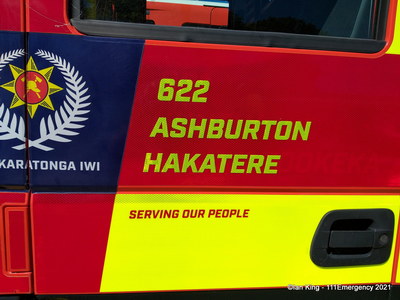 622
ASHBURTON
HAKATERE
KARATONGA IWI
SERVING OUR PEOPLE
©Ian King - 111Emergency 2021